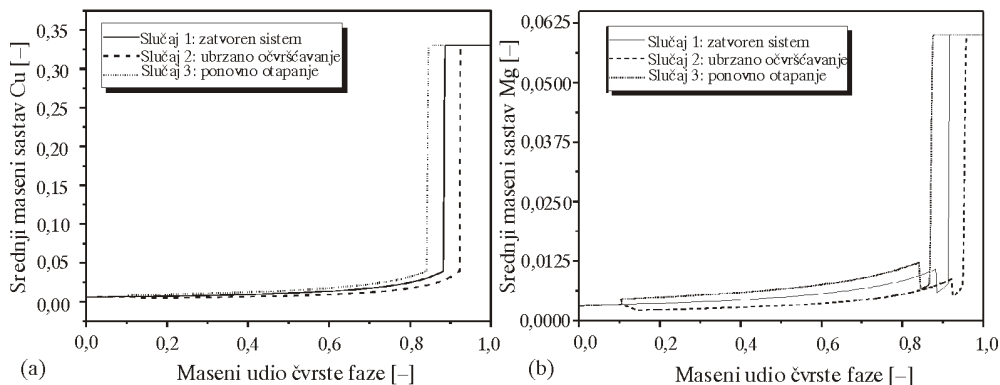 Srednji maseni sastav Cu [–]
0,35
0,30
0,25
0,20
0,15
0,10
0,05
0,00
Slučaj 1: zatvoren sistem
Slučaj 2: ubrzano očvršćavanje
Slučaj 3: ponovno otapanje
0,0
0,2
0,4
0,6
0,8
1,0
(a)
Maseni udio čvrste faze [–]
Srednji maseni sastav Mg [–]
0,0625
0,0500
0,0375
0,0250
0,0125
0,0000
Slučaj 1: zatvoren sistem
Slučaj 2: ubrzano očvršćavanje
Slučaj 3: ponovno otapanje
0,0
0,2
0,4
0,6
0,8
1,0
(b)
Maseni udio čvrste faze [–]